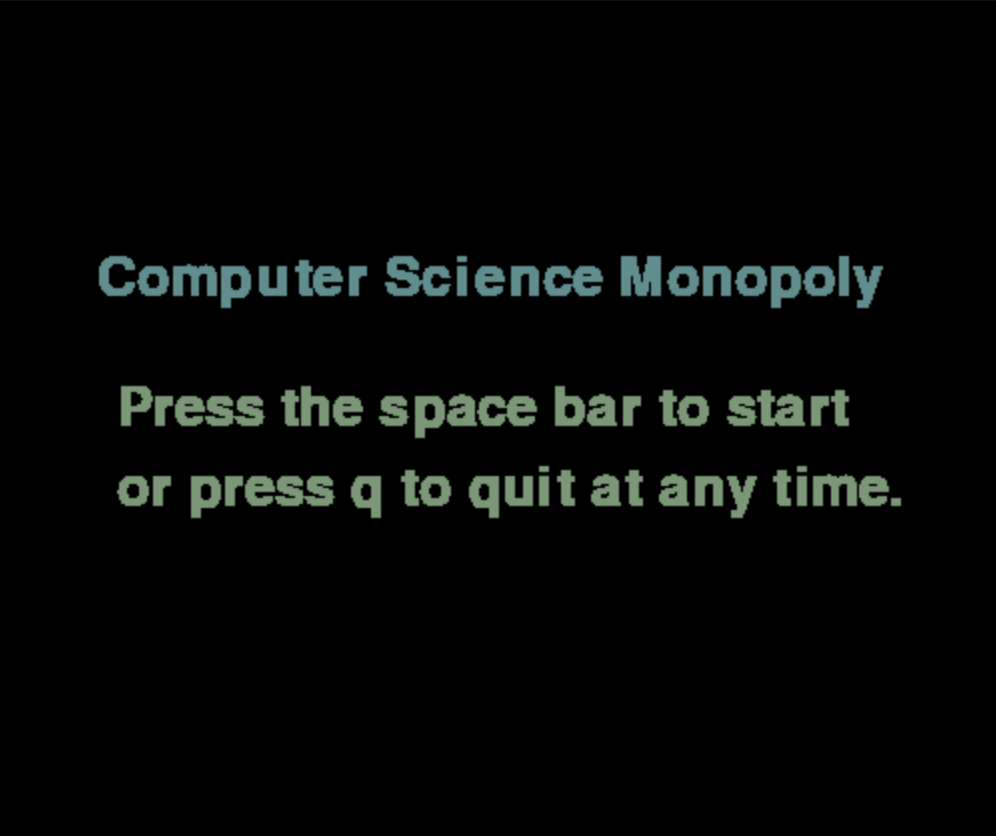 Computer Science Monopoly
Press the space bar to start
or press q to quit at any time.